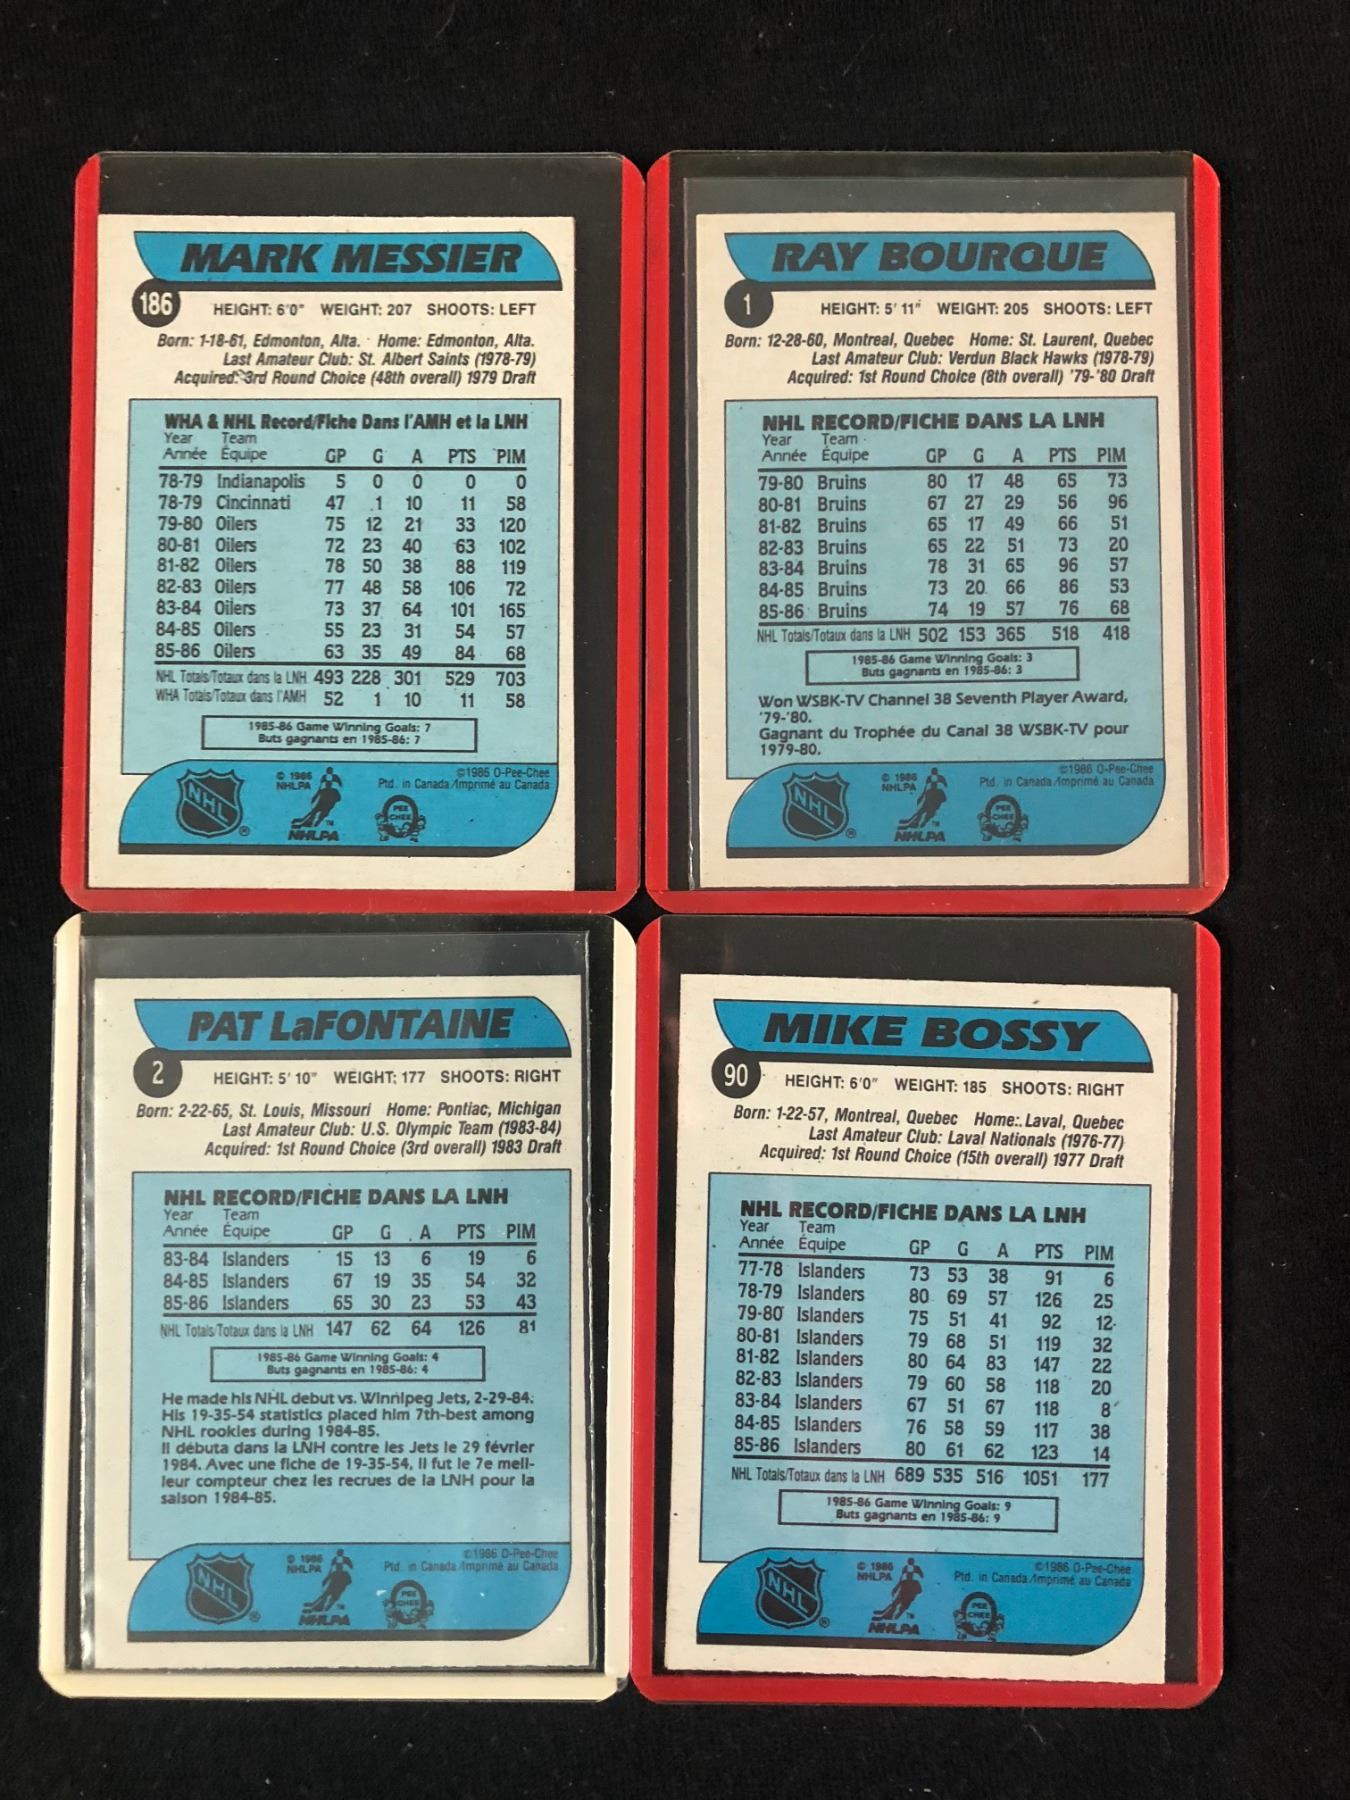 MARK MESSIER
186
HEIGHT: 6'0" WEIGHT: 207 SHOOTS: LEFT
Born: 1-18-61, Edmonton, Alta. Home: Edmonton, Alta.
Last Amateur Club: St. Albert Saints (1978-79)
Acquired: 3rd Round Choice (48th overall) 1979 Draft
WHA & NHL Record/Fiche Dans l'AMH et la LNH
Year Team
Année Équipe GP G A PTS PIM
78-79 Indianapolis 5 0 0 0 0
78-79 Cincinnati 47 1 10 11 58
79-80 Oilers 75 12 21 33 120
80-81 Oilers 72 23 40 63 102
81-82 Oilers 78 50 38 88 119
82-83 Oilers 77 48 58 106 72
83-84 Oilers 73 37 64 101 165
84-85 Oilers 55 23 31 54 57
85-86 Oilers 63 35 49 84 68
NHL Totals/Totaux dans la LNH 493 228 301 529 703
WHA Totals/Totaux dans l'AMH 52 1 10 11 58
1985-86 Game Winning Goals: 7
Buts gagnants en 1985-86: 7
©1986 O-Pee-Chee
Ptd. in Canada/Imprimé au Canada
© 1986
NHLPA
NHL ®
NHLPA ™
O PEE CHEE
RAY BOURQUE
1
HEIGHT: 5' 11" WEIGHT: 205 SHOOTS: LEFT
Born: 12-28-60, Montreal, Quebec Home: St. Laurent, Quebec
Last Amateur Club: Verdun Black Hawks (1978-79)
Acquired: 1st Round Choice (8th overall) '79-'80 Draft
NHL RECORD/FICHE DANS LA LNH
Year Team
Année Équipe GP G A PTS PIM
79-80 Bruins 80 17 48 65 73
80-81 Bruins 67 27 29 56 96
81-82 Bruins 65 17 49 66 51
82-83 Bruins 65 22 51 73 20
83-84 Bruins 78 31 65 96 57
84-85 Bruins 73 20 66 86 53
85-86 Bruins 74 19 57 76 68
NHL Totals/Totaux dans la LNH 502 153 365 518 418
1985-86 Game Winning Goals: 3
Buts gagnants en 1985-86: 3
Won WSBK-TV Channel 38 Seventh Player Award,
'79-'80.
Gagnant du Trophée du Canal 38 WSBK-TV pour
1979-80.
©1986 O-Pee-Chee
Ptd. in Canada/Imprimé au Canada
© 1986
NHLPA
NHL ®
NHLPA ™
O PEE CHEE
PAT LaFONTAINE
2
HEIGHT: 5' 10" WEIGHT: 177 SHOOTS: RIGHT
Born: 2-22-65, St. Louis, Missouri Home: Pontiac, Michigan
Last Amateur Club: U.S. Olympic Team (1983-84)
Acquired: 1st Round Choice (3rd overall) 1983 Draft
NHL RECORD/FICHE DANS LA LNH
Year Team
Année Équipe GP G A PTS PIM
83-84 Islanders 15 13 6 19 6
84-85 Islanders 67 19 35 54 32
85-86 Islanders 65 30 23 53 43
NHL Totals/Totaux dans la LNH 147 62 64 126 81
1985-86 Game Winning Goals: 4
Buts gagnants en 1985-86: 4
He made his NHL debut vs. Winnipeg Jets, 2-29-84.
His 19-35-54 statistics placed him 7th-best among
NHL rookies during 1984-85.
Il débuta dans la LNH contre les Jets le 29 février
1984. Avec une fiche de 19-35-54, il fut le 7e meil-
leur compteur chez les recrues de la LNH pour la
saison 1984-85.
©1986 O-Pee-Chee
Ptd. in Canada/Imprimé au Canada
© 1986
NHLPA
NHL ®
NHLPA ™
O PEE CHEE
MIKE BOSSY
90
HEIGHT: 6'0" WEIGHT: 185 SHOOTS: RIGHT
Born: 1-22-57, Montreal, Quebec Home: Laval, Quebec
Last Amateur Club: Laval Nationals (1976-77)
Acquired: 1st Round Choice (15th overall) 1977 Draft
NHL RECORD/FICHE DANS LA LNH
Year Team
Année Équipe GP G A PTS PIM
77-78 Islanders 73 53 38 91 6
78-79 Islanders 80 69 57 126 25
79-80 Islanders 75 51 41 92 12
80-81 Islanders 79 68 51 119 32
81-82 Islanders 80 64 83 147 22
82-83 Islanders 79 60 58 118 20
83-84 Islanders 67 51 67 118 8
84-85 Islanders 76 58 59 117 38
85-86 Islanders 80 61 62 123 14
NHL Totals/Totaux dans la LNH 689 535 516 1051 177
1985-86 Game Winning Goals: 9
Buts gagnants en 1985-86: 9
©1986 O-Pee-Chee
Ptd. in Canada/Imprimé au Canada
© 1986
NHLPA
NHL ®
NHLPA ™
O PEE CHEE